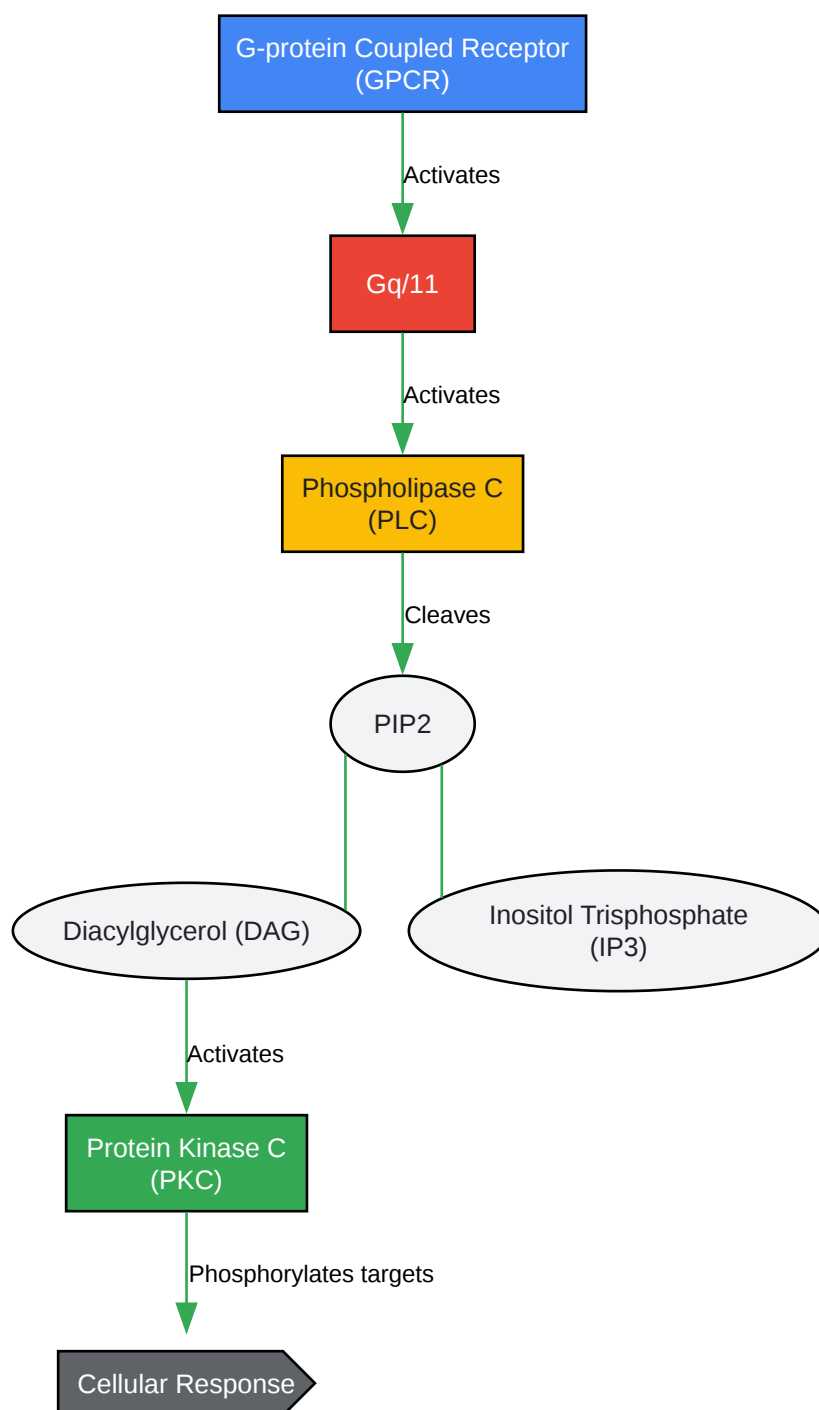 G-protein Coupled Receptor
(GPCR)
Activates
Gq/11
Activates
Phospholipase C
(PLC)
Cleaves
PIP2
Diacylglycerol (DAG)
Inositol Trisphosphate
(IP3)
Activates
Protein Kinase C
(PKC)
Phosphorylates targets
Cellular Response